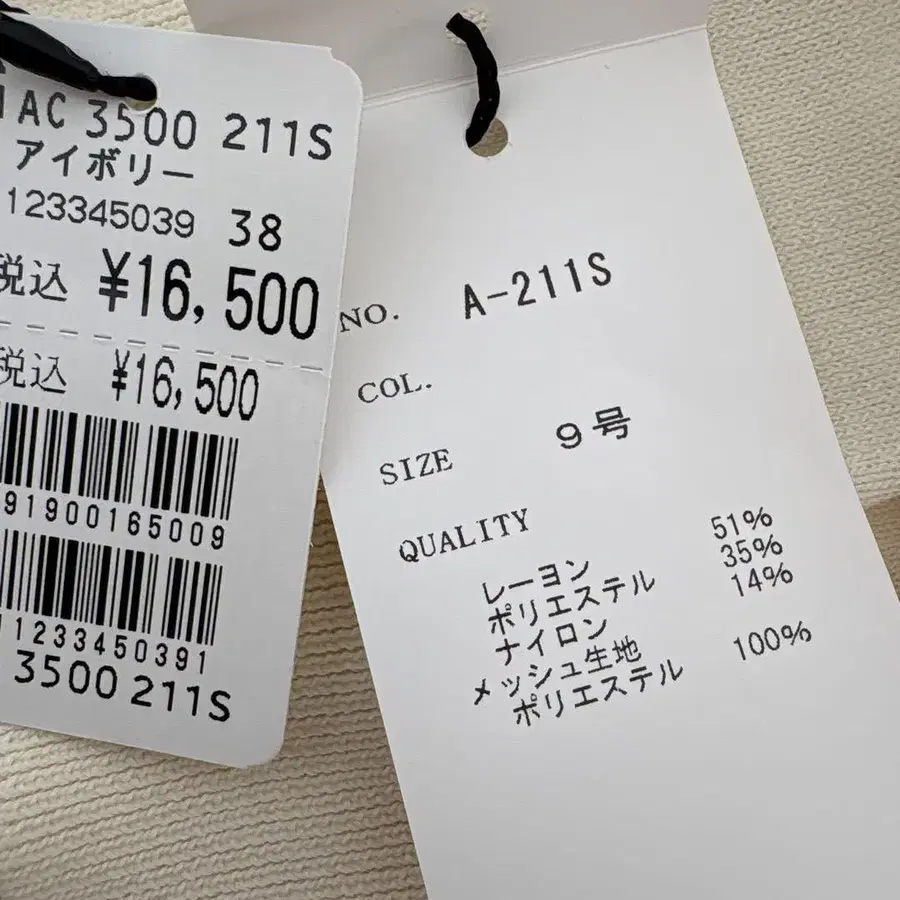 AC 3500 211S
アイボリー
123345039 38
税込 ¥16,500
税込 ¥16,500
91900165009
1233450391
3500 211S
NO. A-211S
COL.
SIZE 9号
QUALITY
レーヨン 51%
ポリエステル 35%
ナイロン 14%
メッシュ生地
ポリエステル 100%